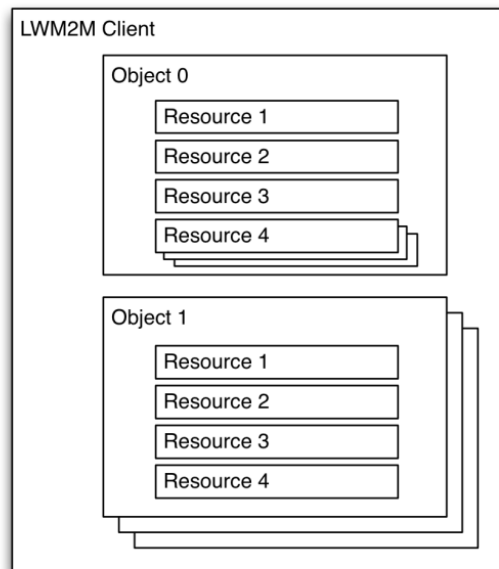 LWM2M Client
Object 0
Resource 1
Resource 2
Resource 3
Resource 4
Object 1
Resource 1
Resource 2
Resource 3
Resource 4